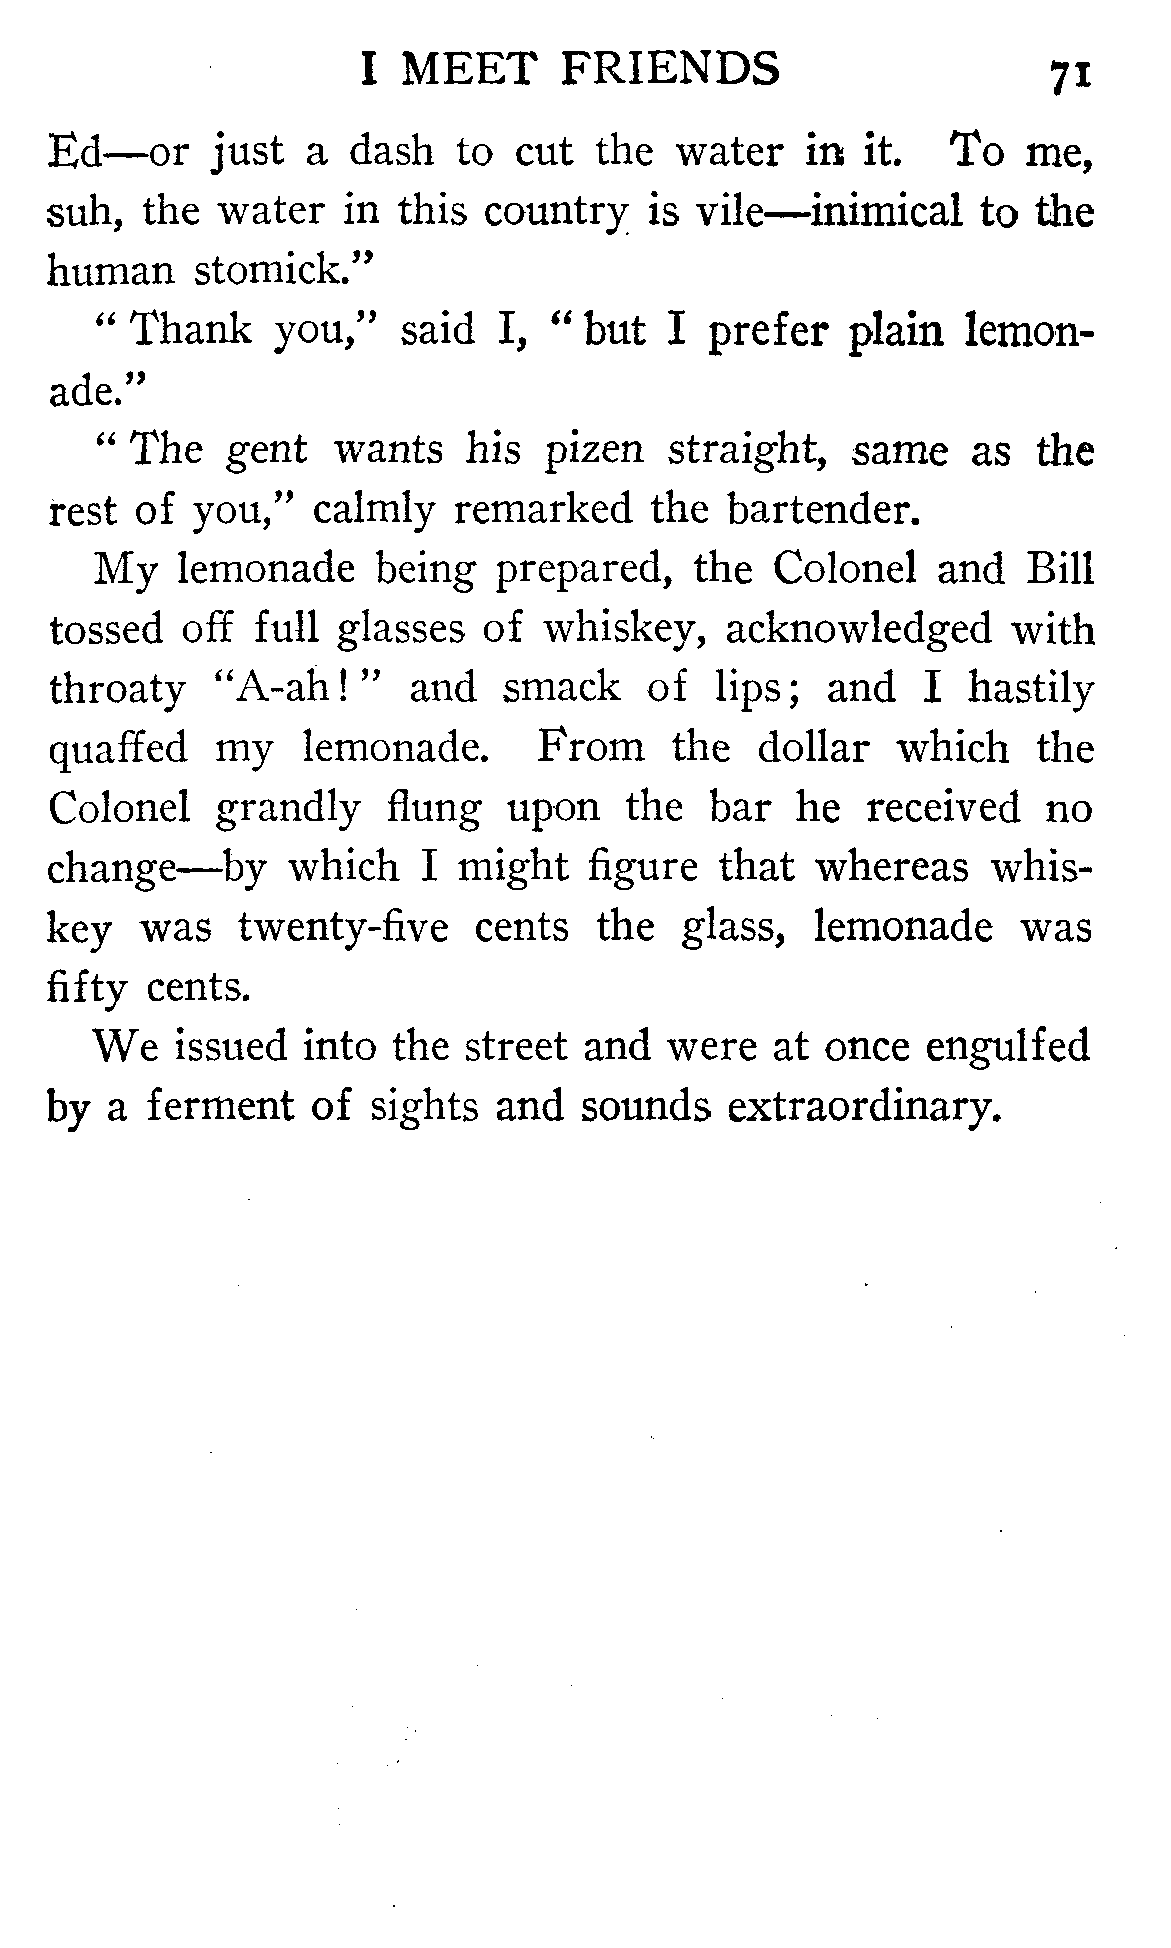 I MEET FRIENDS 71
Ed—or just a dash to cut the water in it. To me,
suh, the water in this country is vile—inimical to the
human stomick.”
“Thank you,” said I, “but I prefer plain lemon-
ade.”
“The gent wants his pizen straight, same as the
rest of you,” calmly remarked the bartender.
My lemonade being prepared, the Colonel and Bill
tossed off full glasses of whiskey, acknowledged with
throaty “A-ah!” and smack of lips; and I hastily
quaffed my lemonade. From the dollar which the
Colonel grandly flung upon the bar he received no
change—by which I might figure that whereas whis-
key was twenty-five cents the glass, lemonade was
fifty cents.
We issued into the street and were at once engulfed
by a ferment of sights and sounds extraordinary.